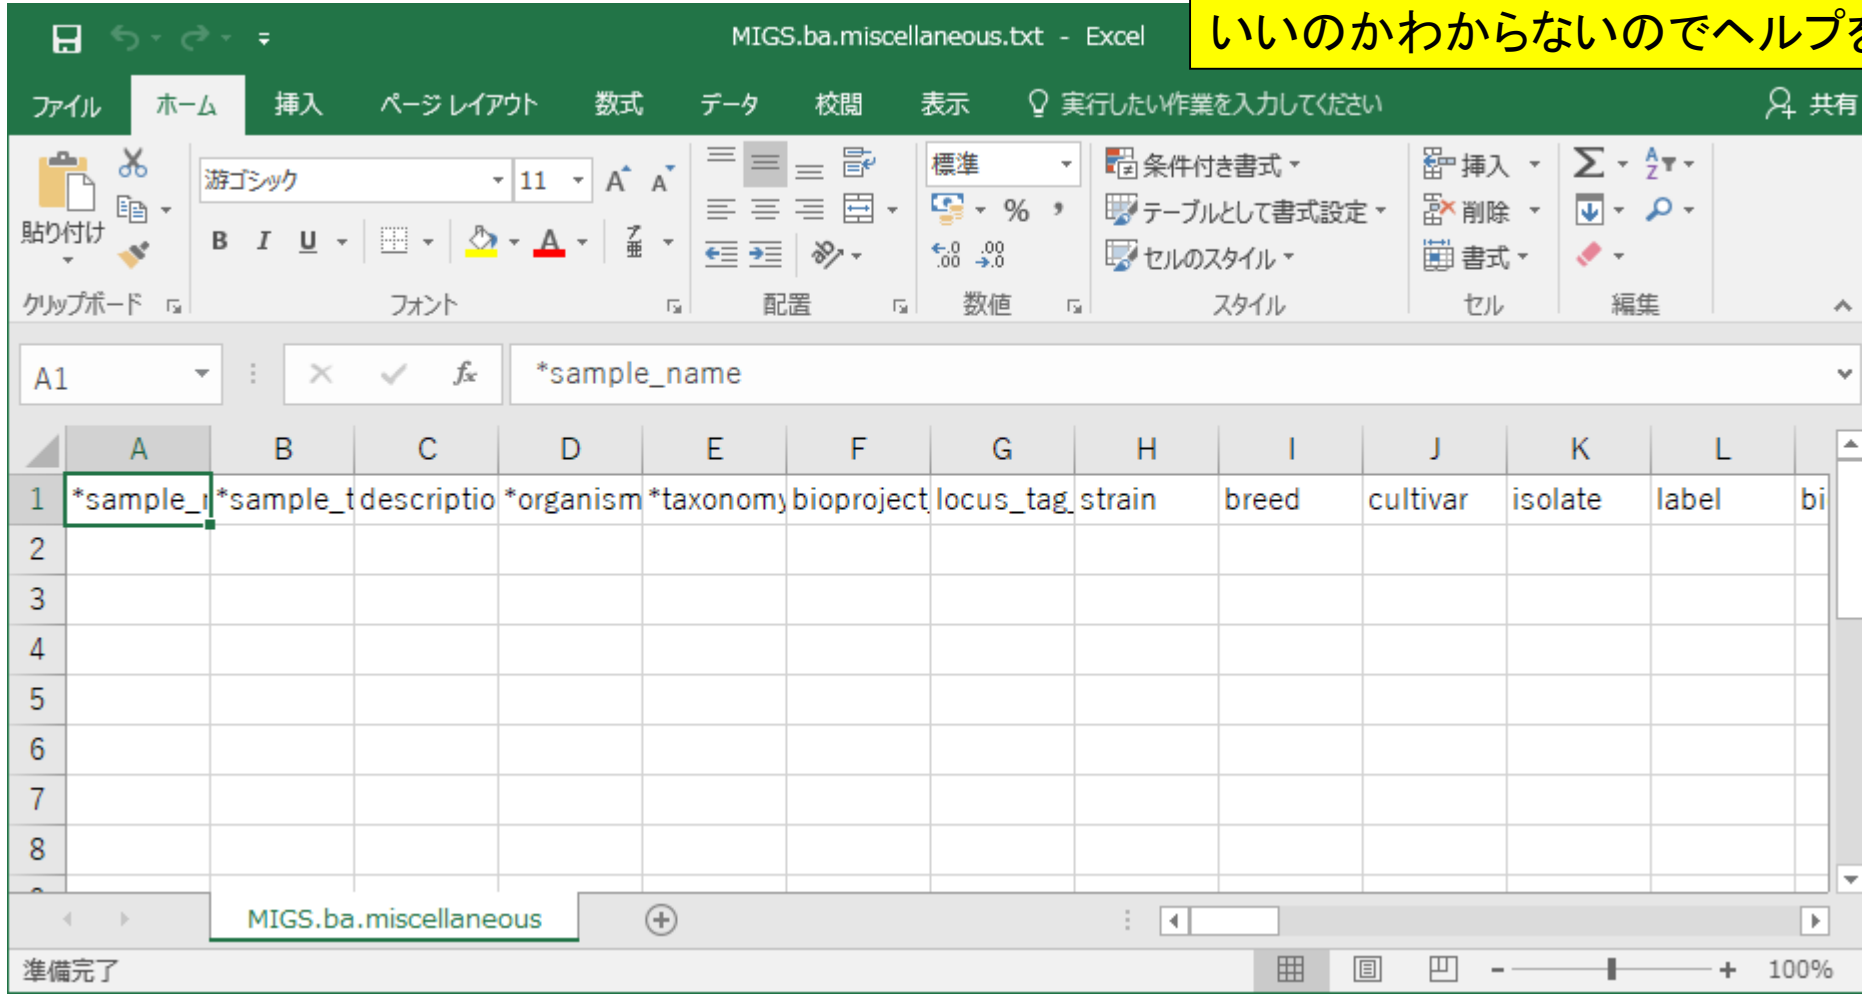 MIGS.ba.miscellaneous.txt - Excel
いいのかわからないのでヘルプを
ファイル ホーム 挿入 ページ レイアウト 数式 データ 校閲 表示 実行したい作業を入力してください 共有
貼り付け
游ゴシック 11 A A
B I U A 亜
標準
% ,
.00 .0
条件付き書式
テーブルとして書式設定
セルのスタイル
挿入
削除
書式
クリップボード フォント 配置 数値 スタイル セル 編集
A1 fx *sample_name
A B C D E F G H I J K L
1 *sample_ *sample_t descriptio *organism *taxonomy bioproject locus_tag_ strain breed cultivar isolate label bi
2
3
4
5
6
7
8
MIGS.ba.miscellaneous
準備完了 100%